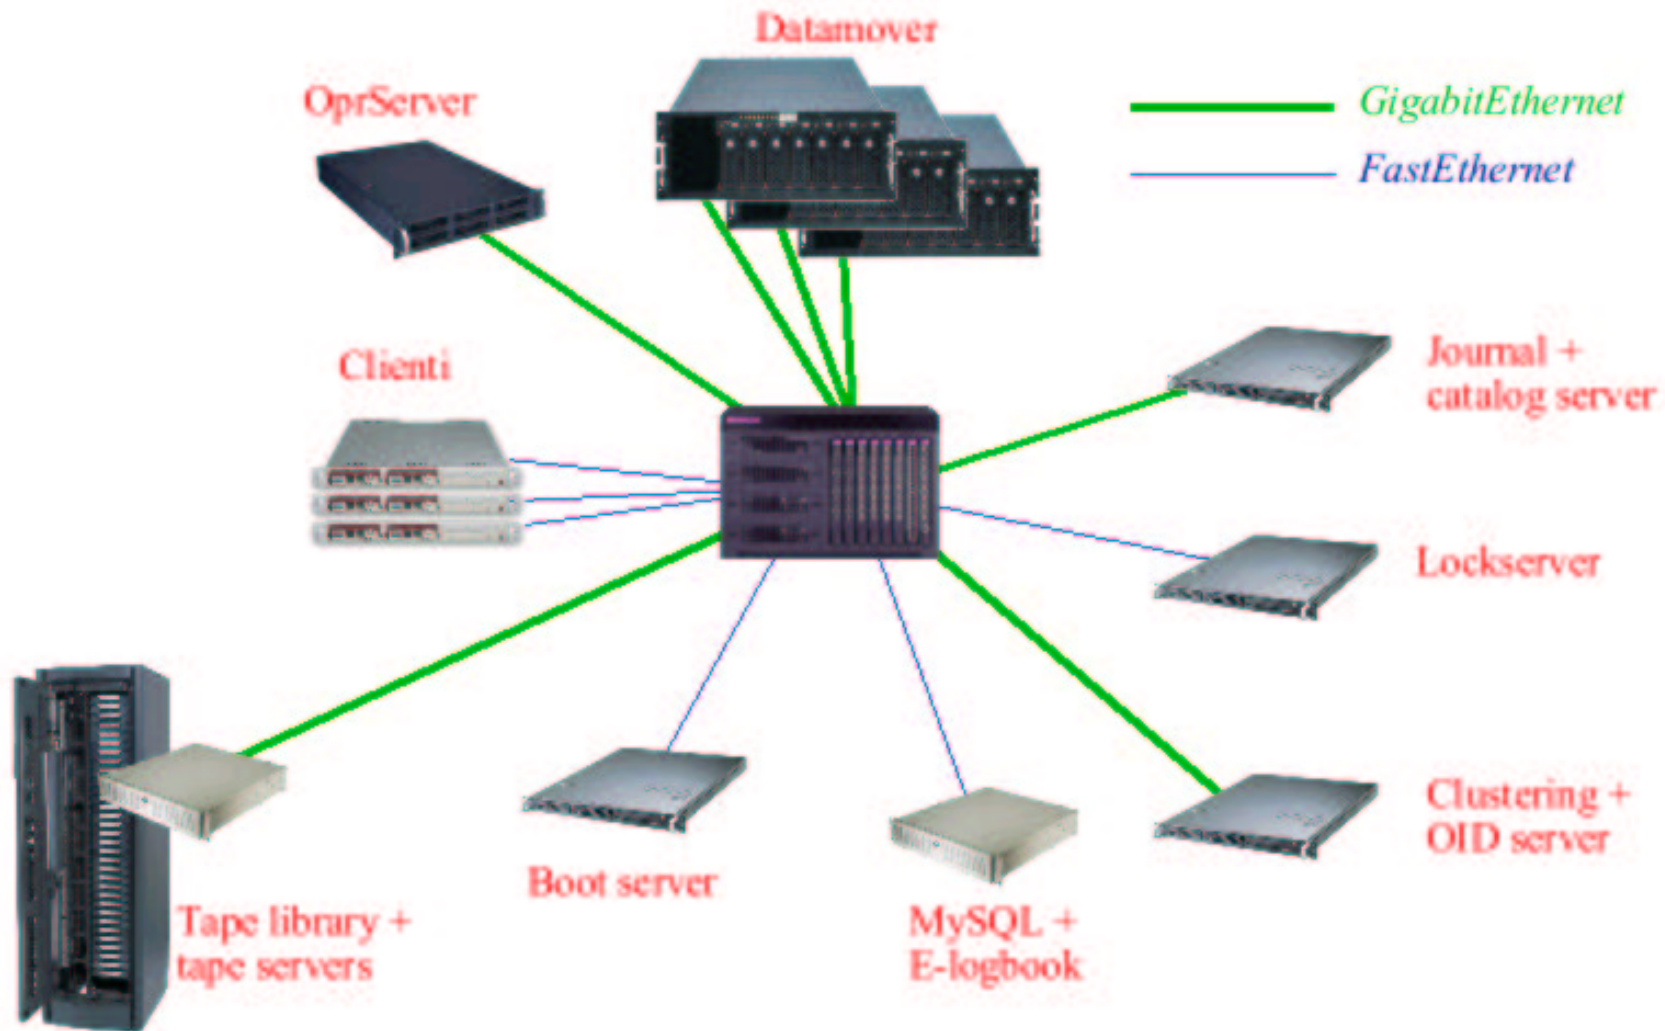 Datamover
OprServer
GigabitEthernet
FastEthernet
Clienti
Journal +
catalog server
Lockserver
Clustering +
OID server
Boot server
MySQL +
E-logbook
Tape library +
tape servers